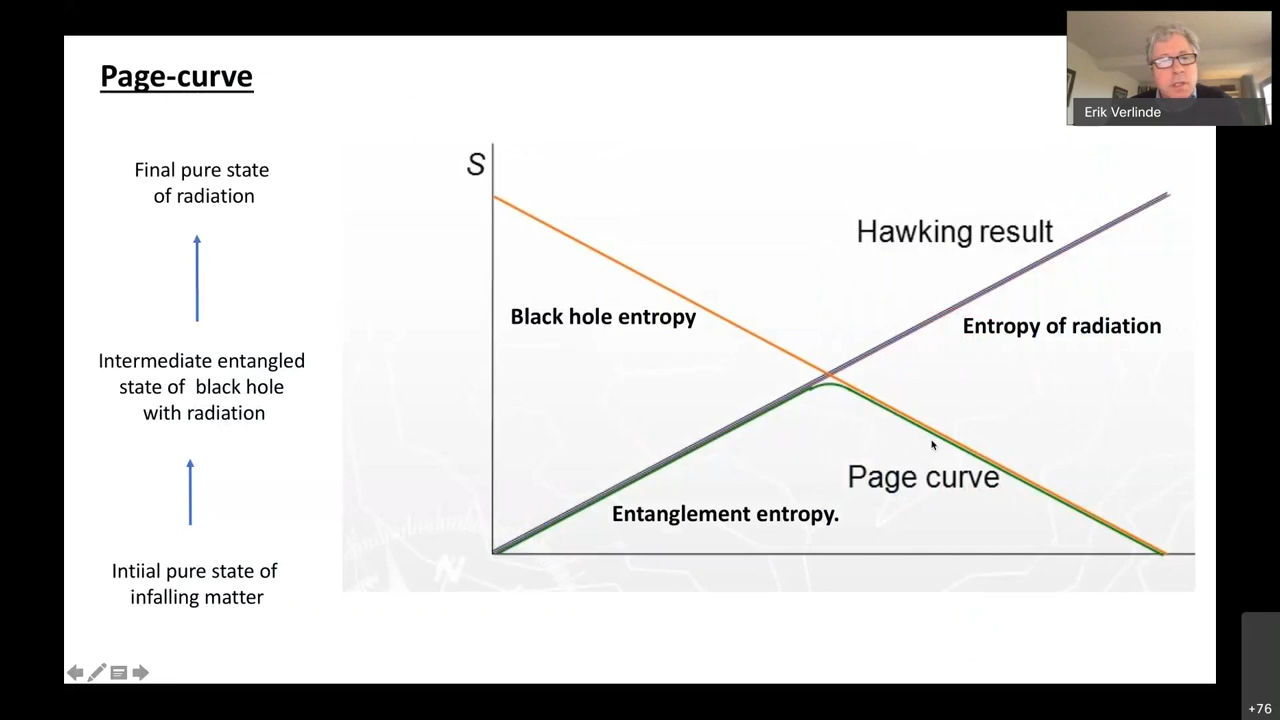 Page-curve
Erik Verlinde
Final pure state
of radiation
Intermediate entangled
state of black hole
with radiation
Intiial pure state of
infalling matter
S
Hawking result
Black hole entropy
Entropy of radiation
Page curve
Entanglement entropy.
N
+76